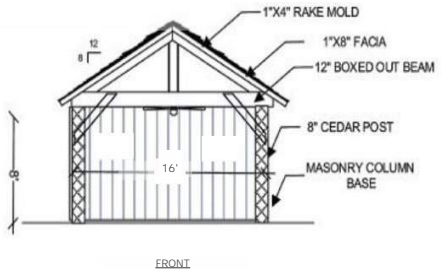 1"X4" RAKE MOLD
12
8
1"X8" FACIA
12" BOXED OUT BEAM
8" CEDAR POST
8'
16'
MASONRY COLUMN
BASE
FRONT